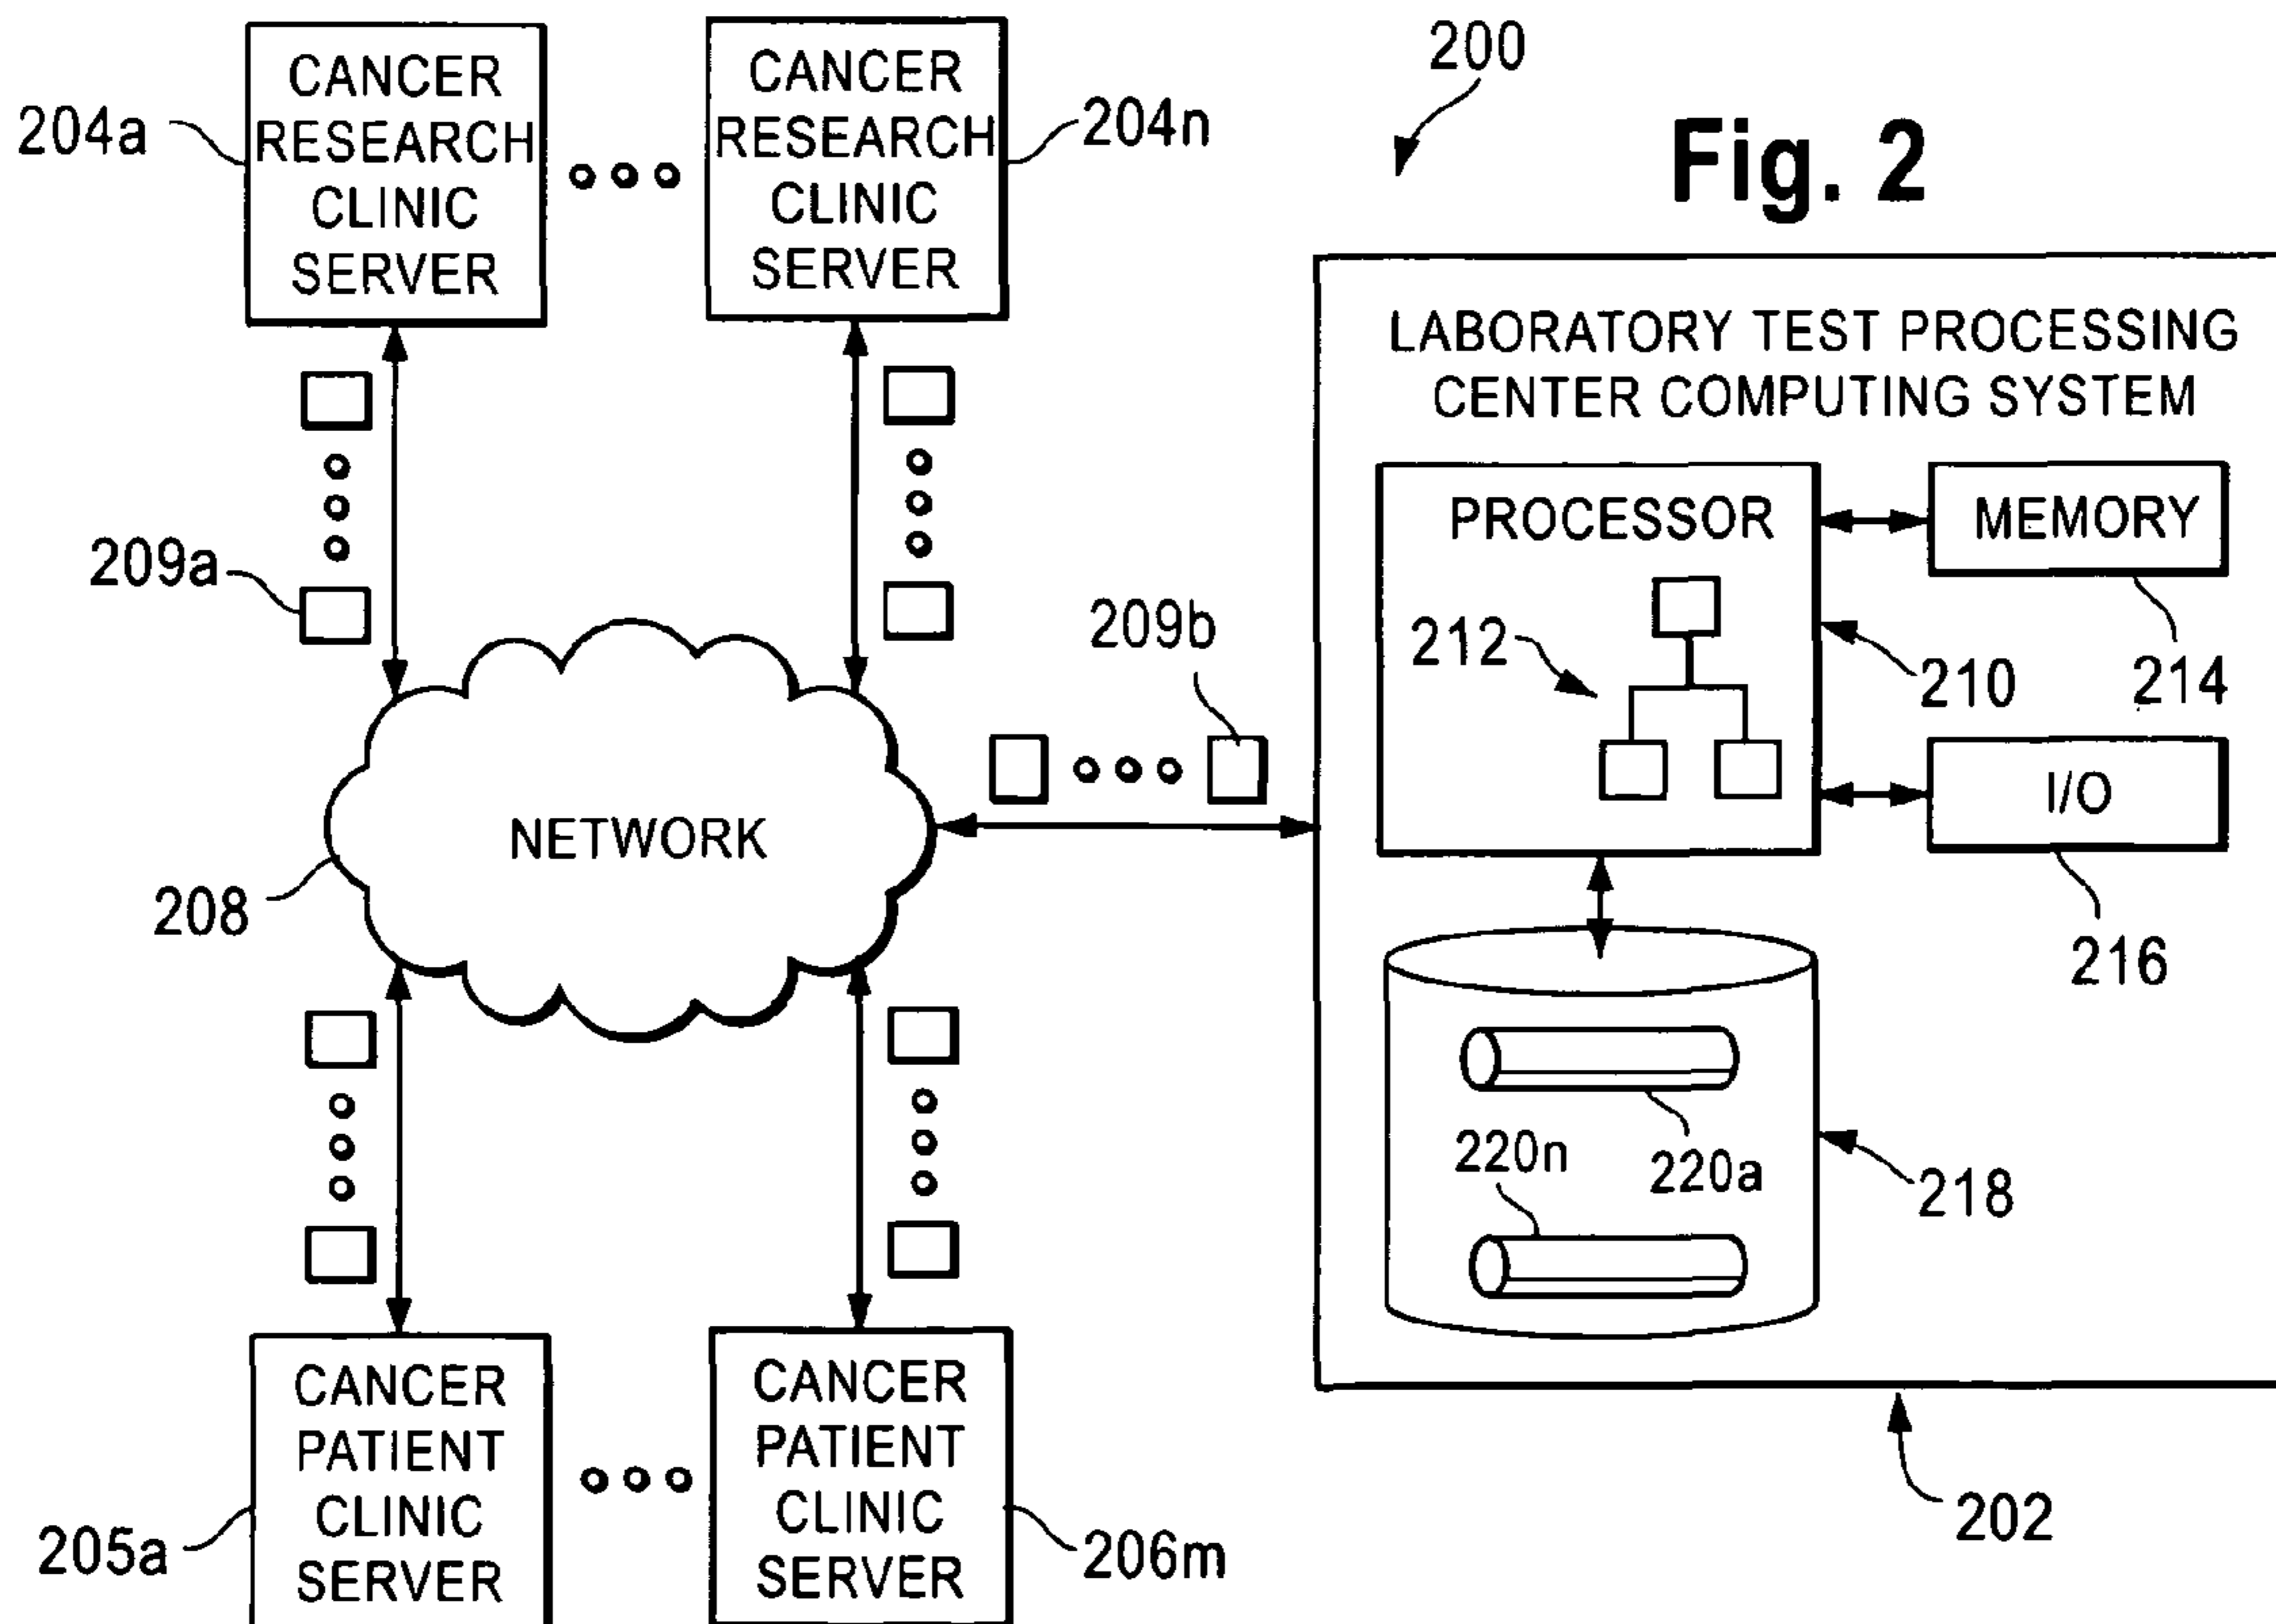 200
Fig. 2
CANCER
RESEARCH
CLINIC
SERVER
204a
CANCER
RESEARCH
CLINIC
SERVER
204n
209a
209b
NETWORK
208
CANCER
PATIENT
CLINIC
SERVER
205a
CANCER
PATIENT
CLINIC
SERVER
206m
LABORATORY TEST PROCESSING
CENTER COMPUTING SYSTEM
PROCESSOR
212
210
MEMORY
214
I/O
216
220a
220n
218
202